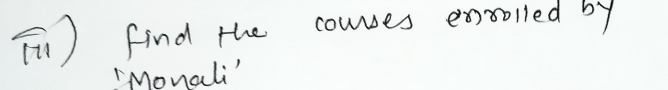 iii) find the courses enrolled by
'Monali'